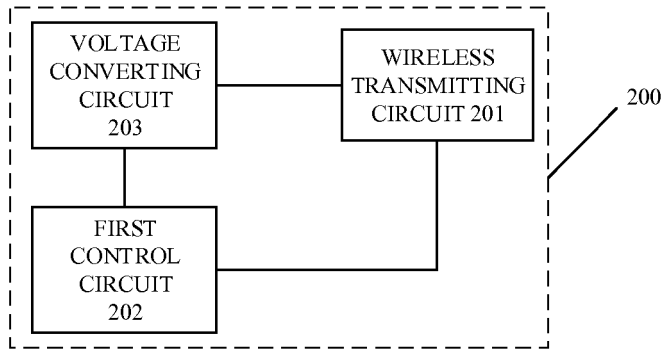 VOLTAGE
CONVERTING
CIRCUIT
203
WIRELESS
TRANSMITTING
CIRCUIT 201
200
FIRST
CONTROL
CIRCUIT
202